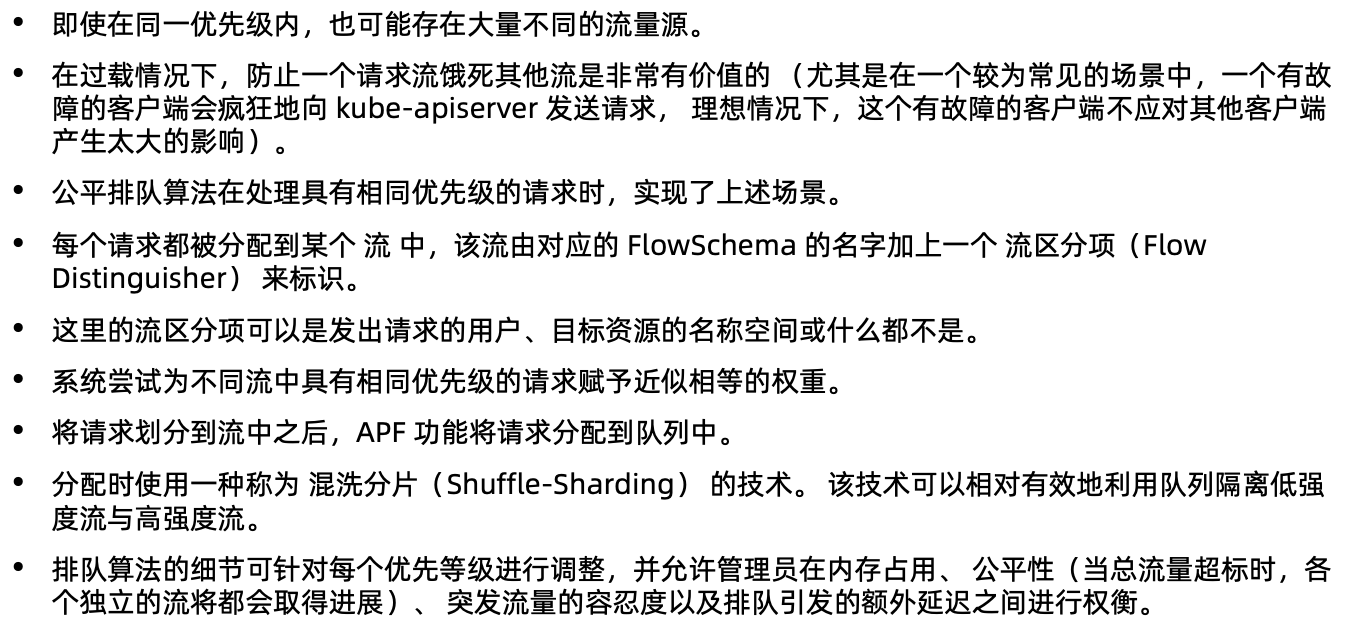 • 即使在同一优先级内，也可能存在大量不同的流量源。
• 在过载情况下，防止一个请求流饿死其他流是非常有价值的 （尤其是在一个较为常见的场景中，一个有故
障的客户端会疯狂地向 kube-apiserver 发送请求， 理想情况下，这个有故障的客户端不应对其他客户端
产生太大的影响）。
• 公平排队算法在处理具有相同优先级的请求时，实现了上述场景。
• 每个请求都被分配到某个 流 中，该流由对应的 FlowSchema 的名字加上一个 流区分项（Flow
Distinguisher） 来标识。
• 这里的流区分项可以是发出请求的用户、目标资源的名称空间或什么都不是。
• 系统尝试为不同流中具有相同优先级的请求赋予近似相等的权重。
• 将请求划分到流中之后，APF 功能将请求分配到队列中。
• 分配时使用一种称为 混洗分片（Shuffle-Sharding） 的技术。 该技术可以相对有效地利用队列隔离低强
度流与高强度流。
• 排队算法的细节可针对每个优先等级进行调整，并允许管理员在内存占用、 公平性（当总流量超标时，各
个独立的流将都会取得进展）、 突发流量的容忍度以及排队引发的额外延迟之间进行权衡。